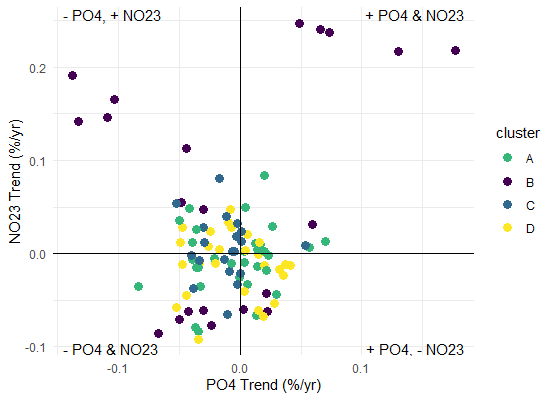 - PO4, + NO23
+ PO4 & NO23
0.2
0.1
0.0
-0.1
NO23 Trend (%/yr)
- PO4 & NO23
+ PO4. - NO23
-0.1
0.0
0.1
PO4 Trend (%/yr)
cluster
A
B
C
D